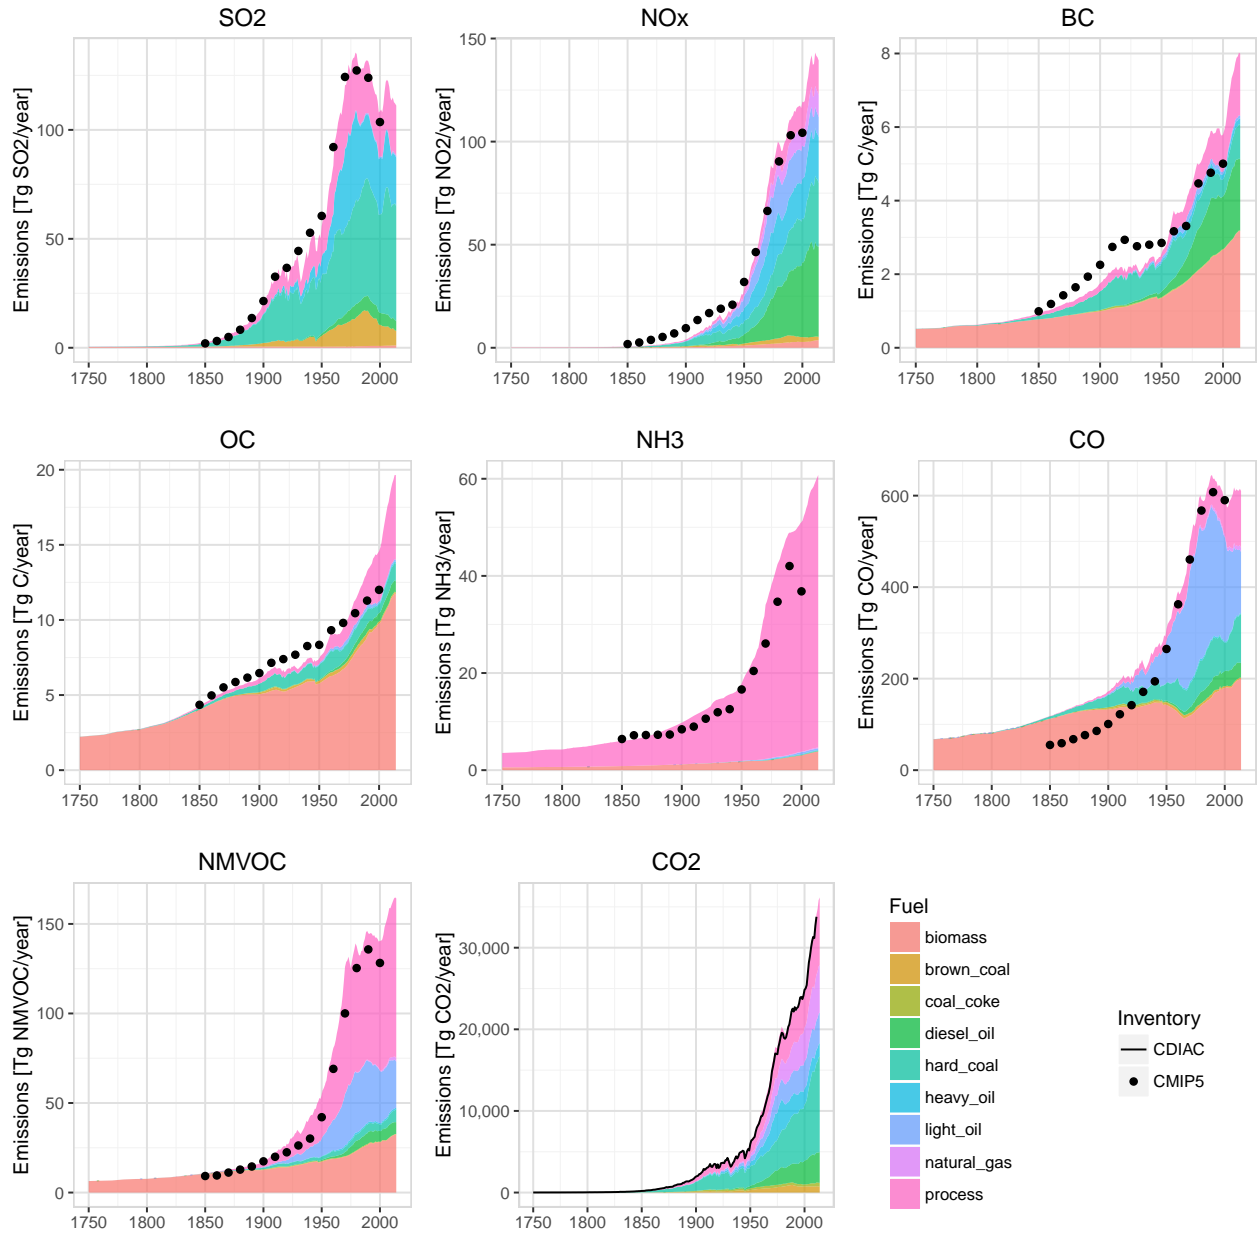 SO2
Emissions [Tg SO2/year]
100
50
0
1750 1800 1850 1900 1950 2000
NOx
Emissions [Tg NO2/year]
150
100
50
0
1750 1800 1850 1900 1950 2000
BC
Emissions [Tg C/year]
8
6
4
2
0
1750 1800 1850 1900 1950 2000
OC
Emissions [Tg C/year]
20
15
10
5
0
1750 1800 1850 1900 1950 2000
NH3
Emissions [Tg NH3/year]
60
40
20
0
1750 1800 1850 1900 1950 2000
CO
Emissions [Tg CO/year]
600
400
200
0
1750 1800 1850 1900 1950 2000
NMVOC
Emissions [Tg NMVOC/year]
150
100
50
0
1750 1800 1850 1900 1950 2000
CO2
Emissions [Tg CO2/year]
30,000
20,000
10,000
0
1750 1800 1850 1900 1950 2000
Fuel
biomass
brown_coal
coal_coke
diesel_oil
hard_coal
heavy_oil
light_oil
natural_gas
process
Inventory
CDIAC
CMIP5